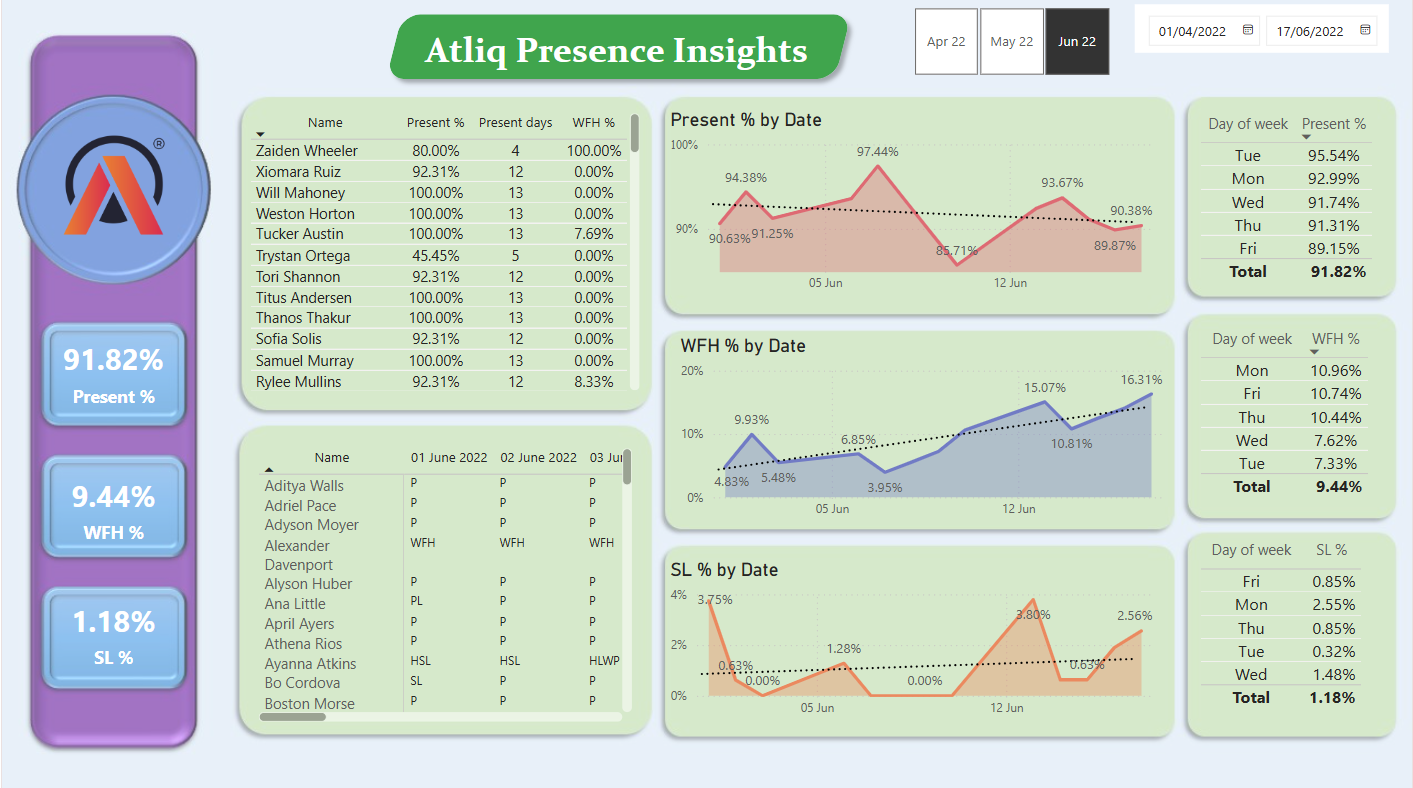 Atliq Presence Insights
Apr 22
May 22
Jun 22
01/04/2022
17/06/2022
®
91.82%
Present %
9.44%
WFH %
1.18%
SL %
Name Present % Present days WFH %
Zaiden Wheeler 80.00% 4 100.00%
Xiomara Ruiz 92.31% 12 0.00%
Will Mahoney 100.00% 13 0.00%
Weston Horton 100.00% 13 0.00%
Tucker Austin 100.00% 13 7.69%
Trystan Ortega 45.45% 5 0.00%
Tori Shannon 92.31% 12 0.00%
Titus Andersen 100.00% 13 0.00%
Thanos Thakur 100.00% 13 0.00%
Sofia Solis 92.31% 12 0.00%
Samuel Murray 100.00% 13 0.00%
Rylee Mullins 92.31% 12 8.33%
Name 01 June 2022 02 June 2022 03 Jun
Aditya Walls P P P
Adriel Pace P P P
Adyson Moyer P P P
Alexander WFH WFH WFH
Davenport
Alyson Huber P P P
Ana Little PL P P
April Ayers P P P
Athena Rios P P P
Ayanna Atkins HSL HSL HLWP
Bo Cordova SL P P
Boston Morse P P P
Present % by Date
100%
97.44%
94.38%
93.67%
90.38%
90%
90.63%
91.25%
85.71%
89.87%
05 Jun
12 Jun
WFH % by Date
20%
16.31%
15.07%
9.93%
10%
6.85%
10.81%
4.83%
5.48%
3.95%
0%
05 Jun
12 Jun
SL % by Date
4%
3.75%
3.80%
2.56%
2%
1.28%
0.63%
0.63%
0.00%
0.00%
0%
05 Jun
12 Jun
Day of week Present %
Tue 95.54%
Mon 92.99%
Wed 91.74%
Thu 91.31%
Fri 89.15%
Total 91.82%
Day of week WFH %
Mon 10.96%
Fri 10.74%
Thu 10.44%
Wed 7.62%
Tue 7.33%
Total 9.44%
Day of week SL %
Fri 0.85%
Mon 2.55%
Thu 0.85%
Tue 0.32%
Wed 1.48%
Total 1.18%